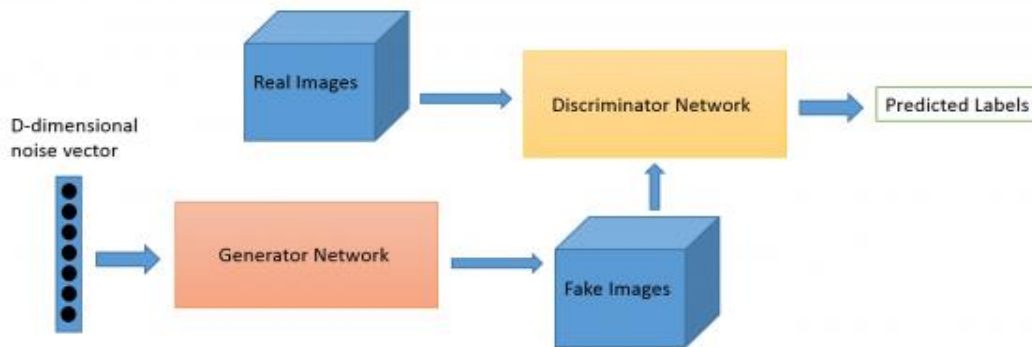 Real Images
Discriminator Network
Predicted Labels
D-dimensional
noise vector
Generator Network
Fake Images